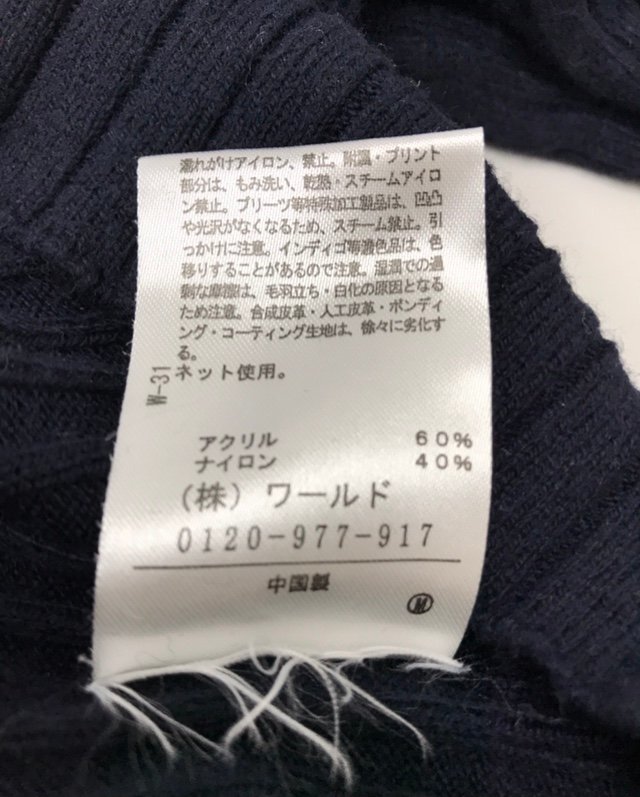 濡れがけアイロン、禁止。附属・プリント
部分は、もみ洗い、乾熱・スチームアイロ
ン禁止。プリーツ等特殊加工製品は、凹凸
や光沢がなくなるため、スチーム禁止。引
っかけに注意。インディゴ等濃色品は、色
移りすることがあるので注意。湿潤での過
剰な摩擦は、毛羽立ち・白化の原因となる
ため注意。合成皮革・人工皮革・ボンディ
ング・コーティング生地は、徐々に劣化す
る。
W-31
ネット使用。
アクリル 60%
ナイロン 40%
(株)ワールド
0120-977-917
中国製
M